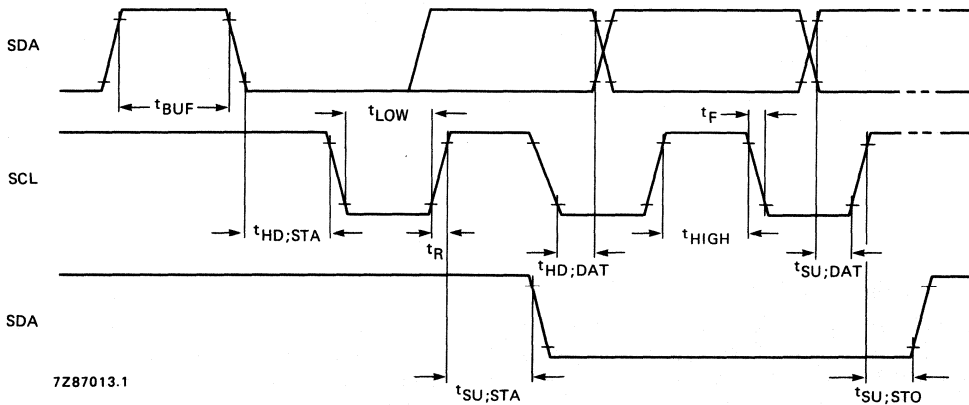 SDA
tBUF
tLOW
tF
SCL
tHD;STA
tR
tHD;DAT
tHIGH
tSU;DAT
SDA
7Z87013.1
tSU;STA
tSU;STO